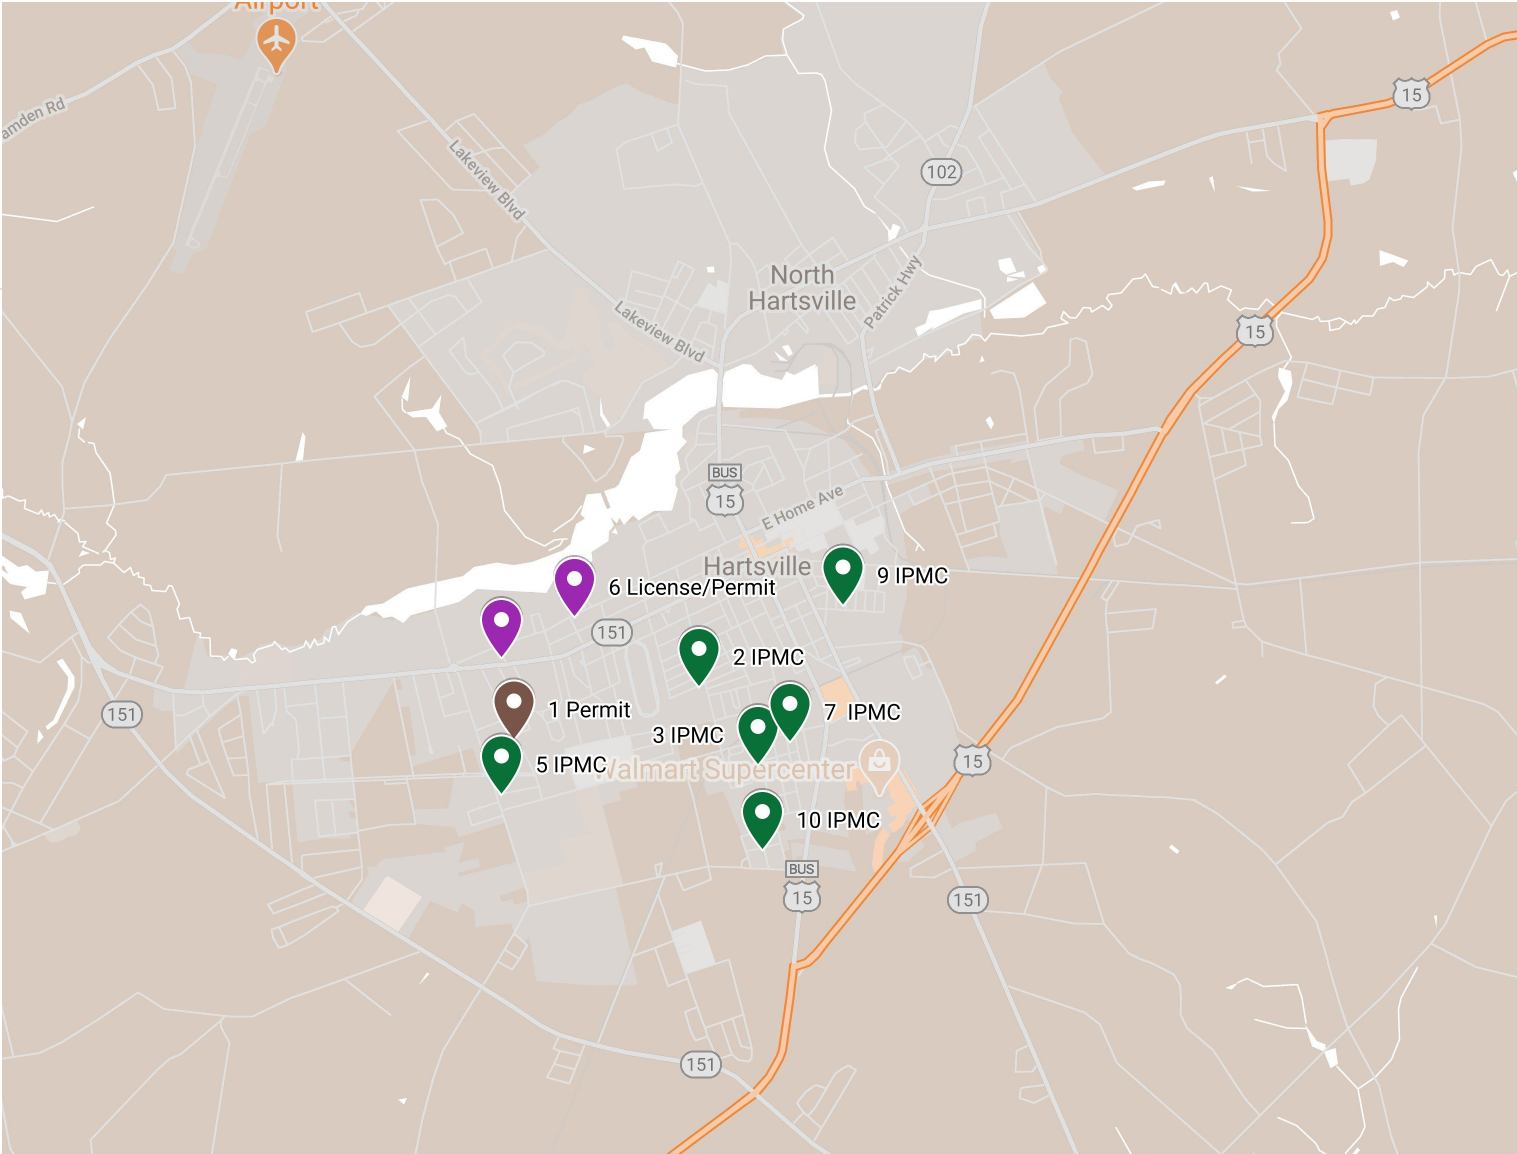 Airport
amden Rd
15
Lakeview Blvd
102
North
Hartsville
Patrick Hwy
Lakeview Blvd
15
BUS
15
E Home Ave
Hartsville
9 IPMC
6 License/Permit
151
2 IPMC
1 Permit
151
7  IPMC
3 IPMC
5 IPMC
Walmart Supercenter
15
10 IPMC
BUS
15
151
151